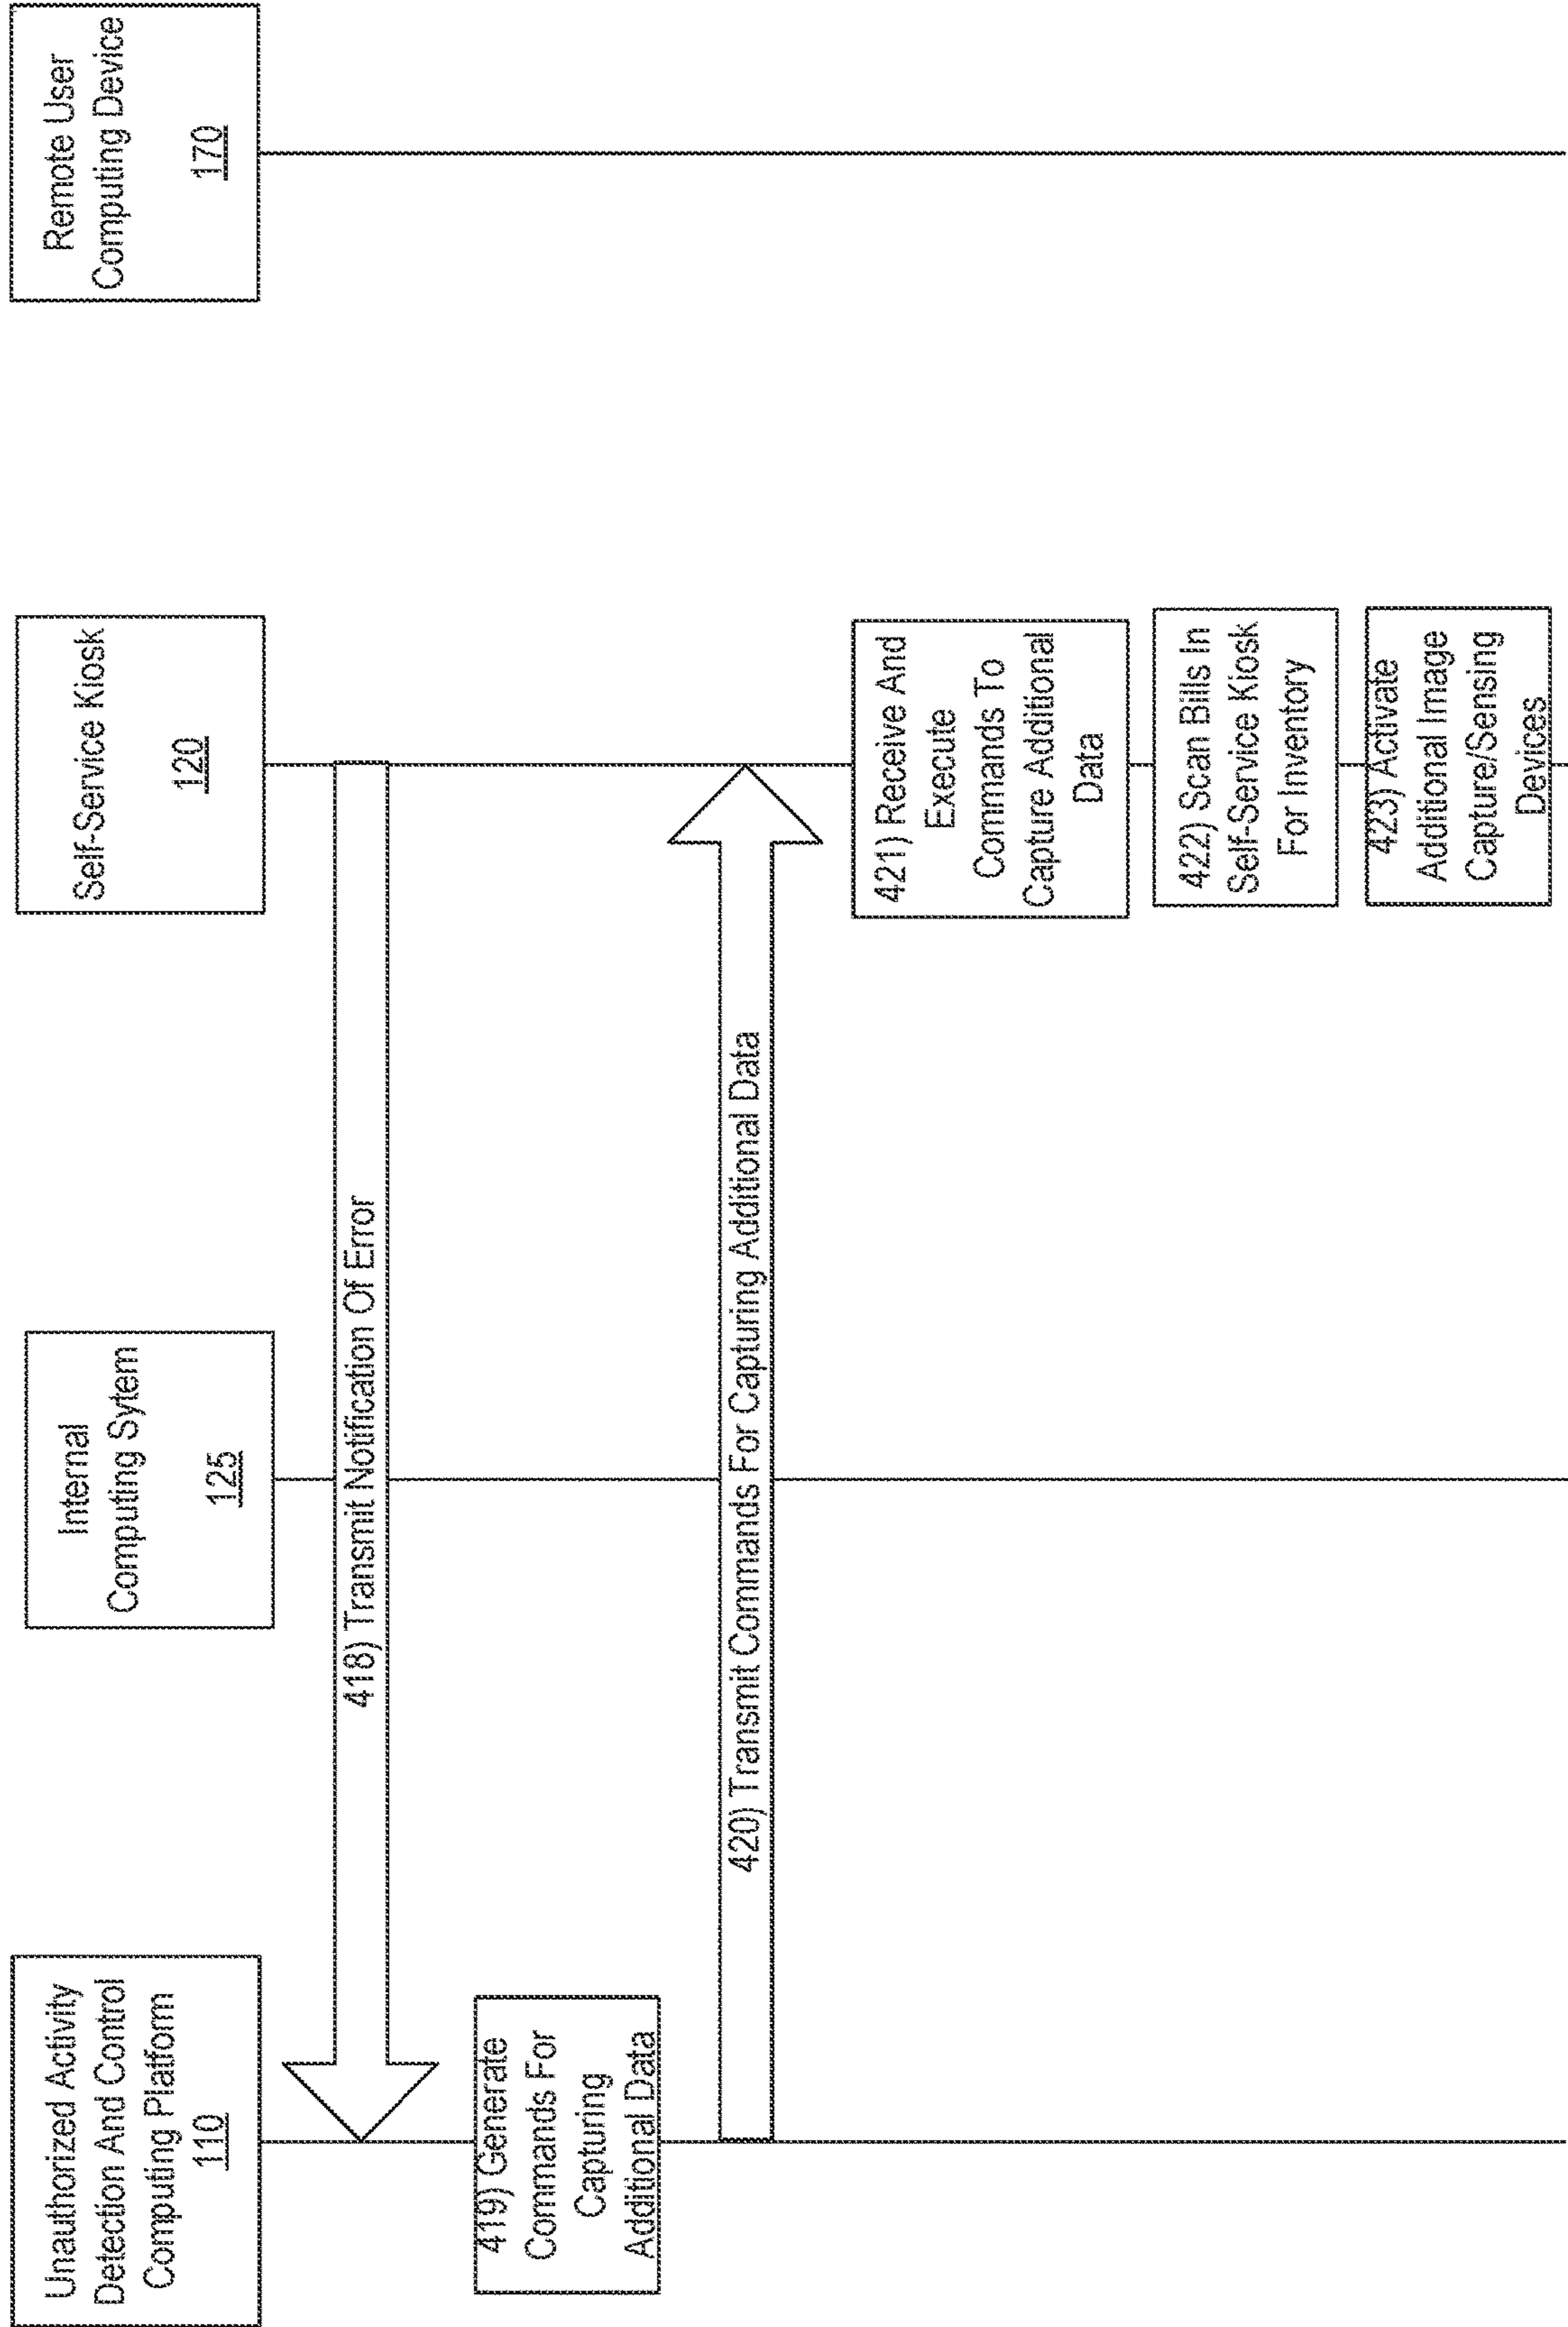 Unauthorized Activity
Detection And Control
Computing Platform
110
Internal
Computing Sytem
125
Self-Service Kiosk
120
Remote User
Computing Device
170
418) Transmit Notification Of Error
419) Generate
Commands For
Capturing
Additional Data
420) Transmit Commands For Capturing Additional Data
421) Receive And
Execute
Commands To
Capture Additional
Data
422) Scan Bills In
Self-Service Kiosk
For Inventory
423) Activate
Additional Image
Capture/Sensing
Devices